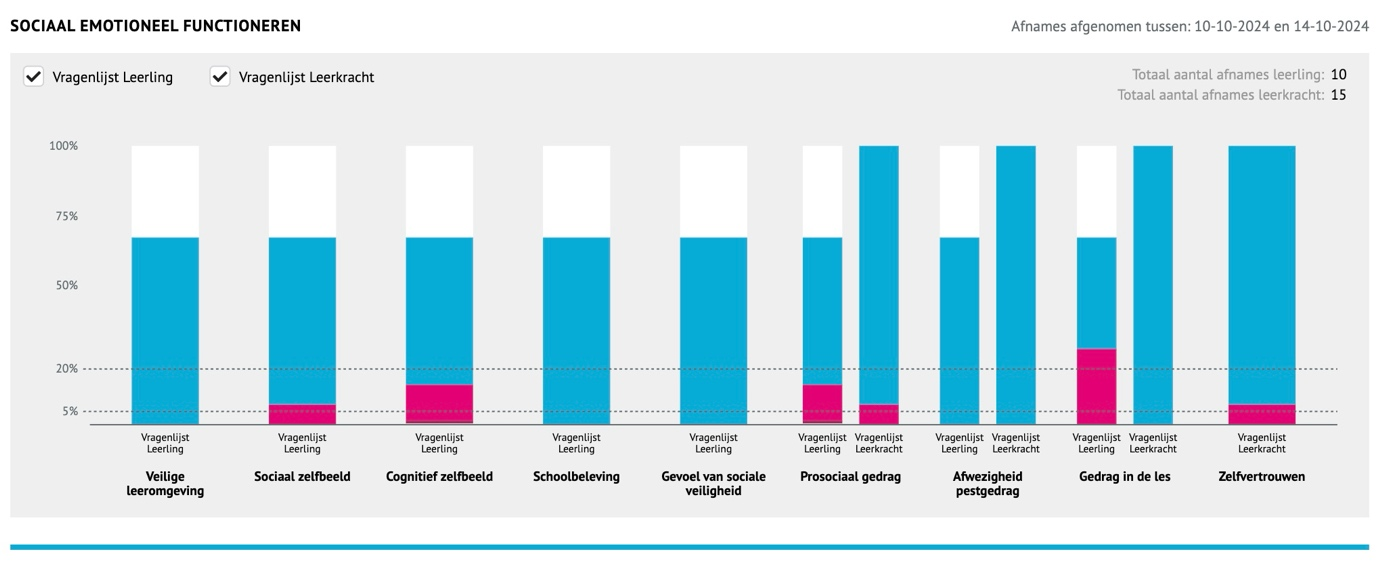 SOCIAAL EMOTIONEEL FUNCTIONEREN
Afnames afgenomen tussen: 10-10-2024 en 14-10-2024
Vragenlijst Leerling
Vragenlijst Leerkracht
Totaal aantal afnames leerling: 10
Totaal aantal afnames leerkracht: 15
100%
75%
50%
20%
5%
Vragenlijst
Leerling
Veilige
leeromgeving
Vragenlijst
Leerling
Sociaal zelfbeeld
Vragenlijst
Leerling
Cognitief zelfbeeld
Vragenlijst
Leerling
Schoolbeleving
Vragenlijst
Leerling
Gevoel van sociale
veiligheid
Vragenlijst
Leerling
Vragenlijst
Leerkracht
Prosociaal gedrag
Vragenlijst
Leerling
Vragenlijst
Leerkracht
Afwezigheid
pestgedrag
Vragenlijst
Leerling
Vragenlijst
Leerkracht
Gedrag in de les
Vragenlijst
Leerkracht
Zelfvertrouwen